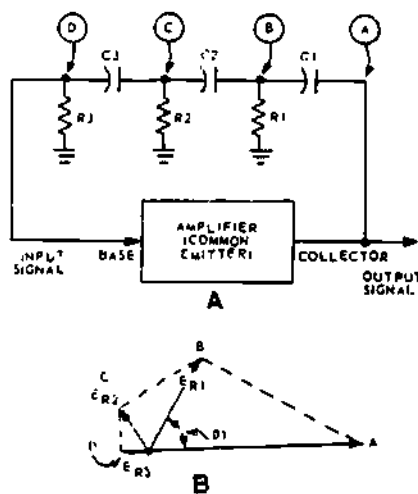 D
C
B
A
C3
C2
C1
R3
R2
R1
AMPLIFIER
(COMMON
EMITTER)
INPUT
SIGNAL
BASE
COLLECTOR
OUTPUT
SIGNAL
A
B
C
ER1
ER2
θ1
A
D
ER3
B